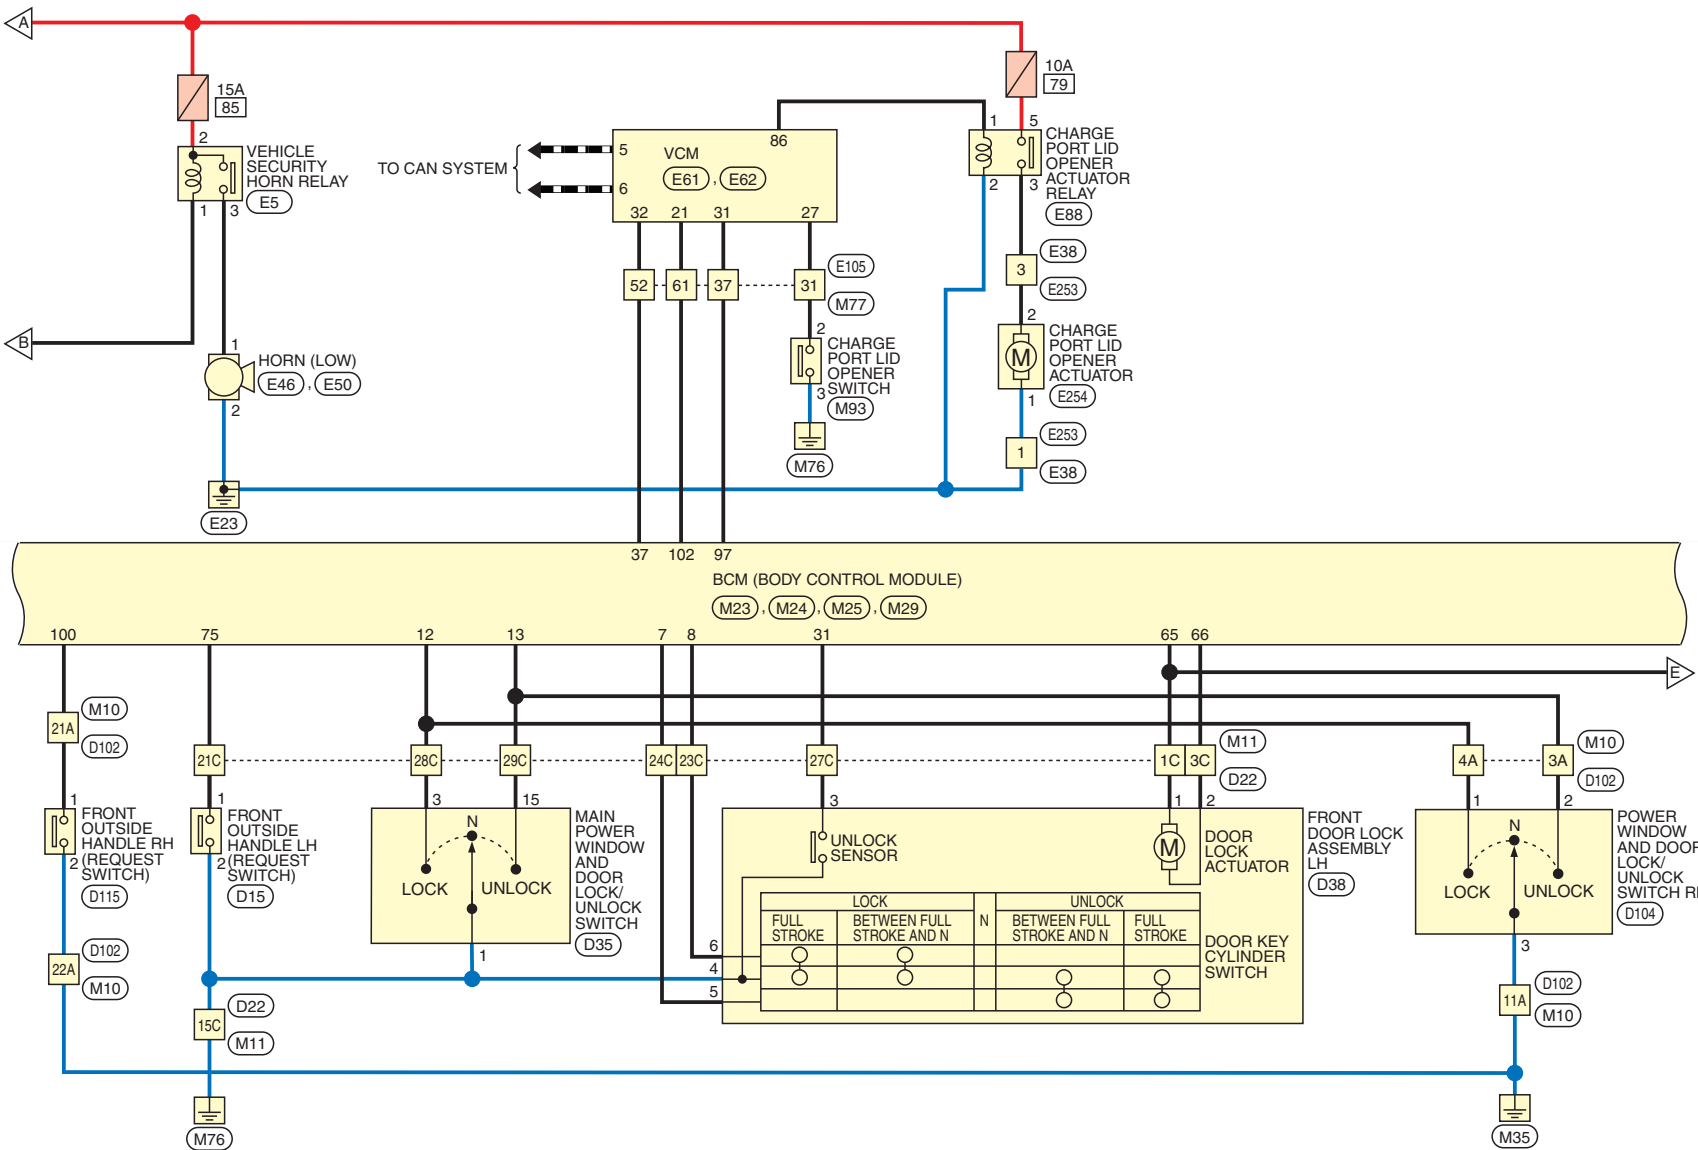 A
15A
85
2
VEHICLE
SECURITY
HORN RELAY
E5
1 3
B
1
HORN (LOW)
E46 , E50
2
E23
TO CAN SYSTEM
5
6
VCM
E61 , E62
86
32 21 31 27
52 61 37 31
E105
M77
2
CHARGE
PORT LID
OPENER
SWITCH
3
M93
M76
10A
79
1 5
CHARGE
PORT LID
OPENER
ACTUATOR
RELAY
2 3
E88
E38
3
E253
2
CHARGE
PORT LID
OPENER
ACTUATOR
M
1
E254
E253
1
E38
37 102 97
BCM (BODY CONTROL MODULE)
M23 , M24 , M25 , M29
100 75 12 13 7 8 31 65 66
E
M10
21A
D102
21C 28C 29C 24C 23C 27C 1C 3C
M11
D22
4A 3A
M10
D102
1
FRONT
OUTSIDE
HANDLE RH
(REQUEST
SWITCH)
2
D115
D102
22A
M10
1
FRONT
OUTSIDE
HANDLE LH
(REQUEST
SWITCH)
2
D15
D22
15C
M11
M76
3 15
N
LOCK UNLOCK
1
MAIN
POWER
WINDOW
AND
DOOR
LOCK/
UNLOCK
SWITCH
D35
3
UNLOCK
SENSOR
1 2
M
DOOR
LOCK
ACTUATOR
FRONT
DOOR LOCK
ASSEMBLY
LH
D38
LOCK N UNLOCK
FULL
STROKE
BETWEEN FULL
STROKE AND N
BETWEEN FULL
STROKE AND N
FULL
STROKE
6
4
5
DOOR KEY
CYLINDER
SWITCH
1 2
N
LOCK UNLOCK
3
POWER
WINDOW
AND DOOR
LOCK/
UNLOCK
SWITCH
D104
D102
11A
M10
M35